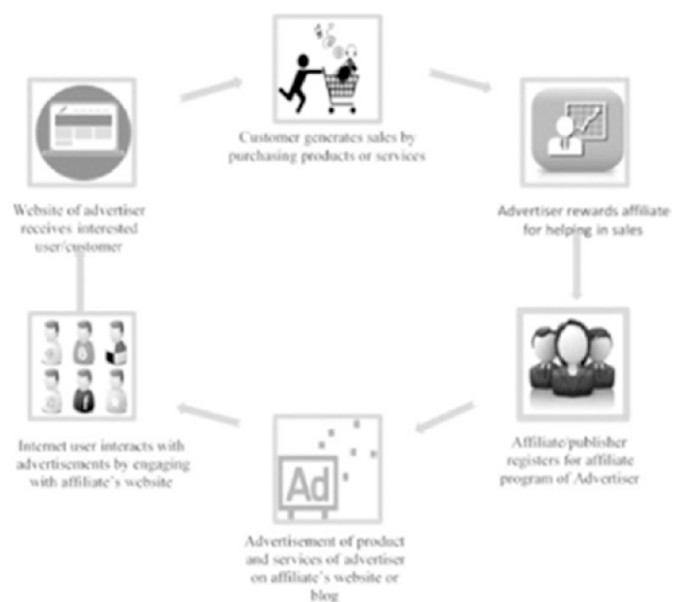 Customer generates sales by
purchasing products or services
Advertiser rewards affiliate
for helping in sales
Affiliate/publisher
registers for affiliate
program of Advertiser
Ad
Advertisement of product
and services of advertiser
on affiliate's website or
blog
Internet user interacts with
advertisements by engaging
with affiliate's website
Website of advertiser
receives interested
user/customer